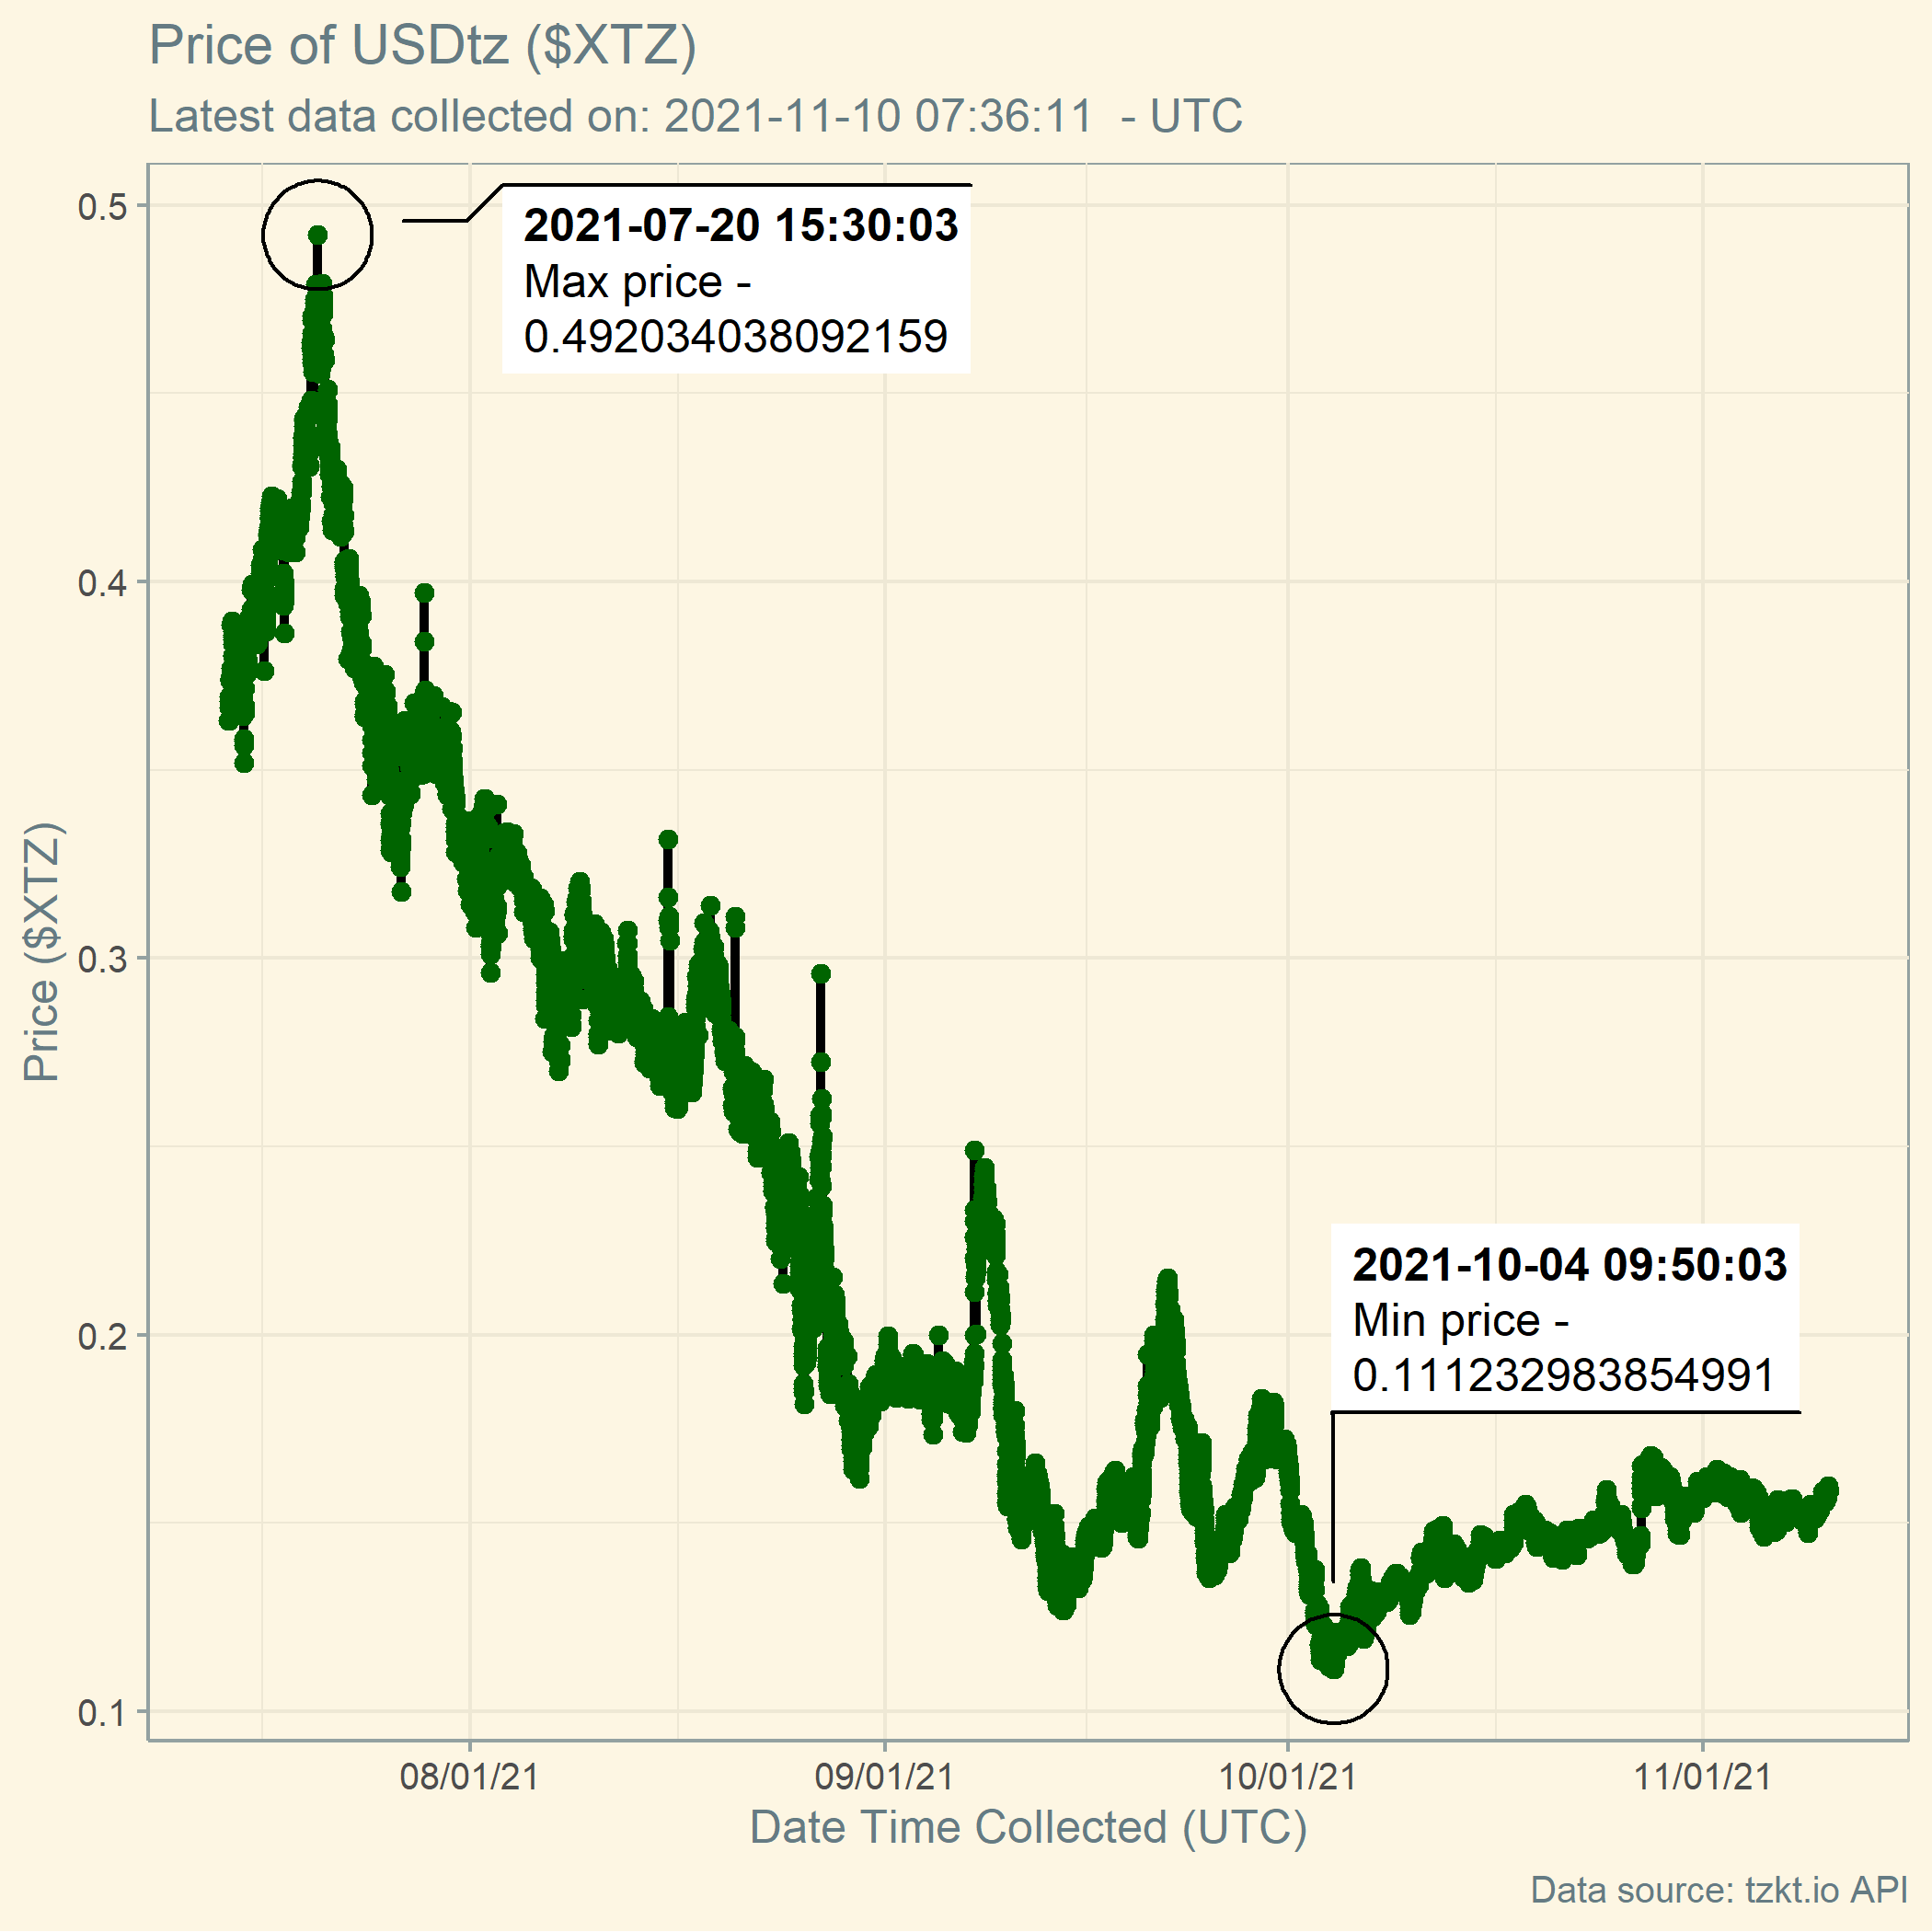 Price of USDtz ($XTZ)
Latest data collected on: 2021-11-10 07:36:11  - UTC
2021-07-20 15:30:03
Max price -
0.492034038092159
2021-10-04 09:50:03
Min price -
0.111232983854991
Price ($XTZ)
0.5
0.4
0.3
0.2
0.1
08/01/21
09/01/21
10/01/21
11/01/21
Date Time Collected (UTC)
Data source: tzkt.io API